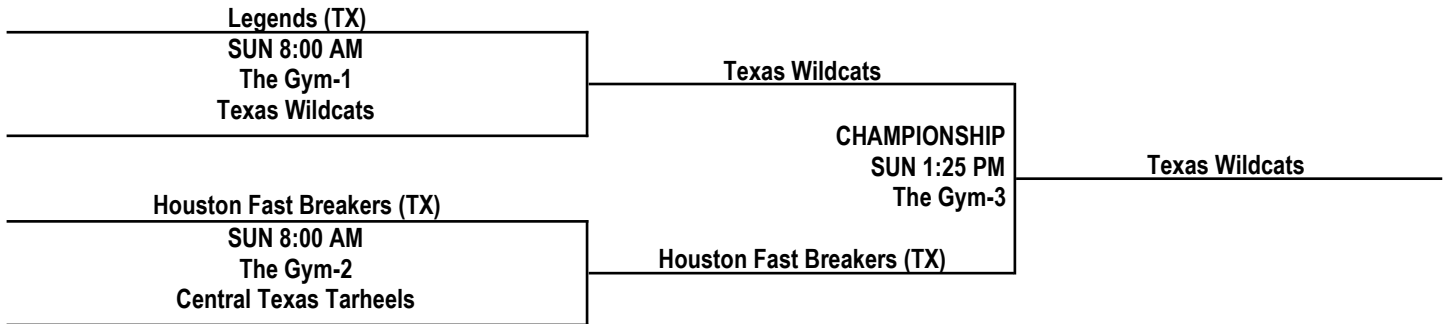 Legends (TX)
SUN 8:00 AM
The Gym-1
Texas Wildcats
Texas Wildcats
CHAMPIONSHIP
SUN 1:25 PM
The Gym-3
Texas Wildcats
Houston Fast Breakers (TX)
SUN 8:00 AM
The Gym-2
Central Texas Tarheels
Houston Fast Breakers (TX)